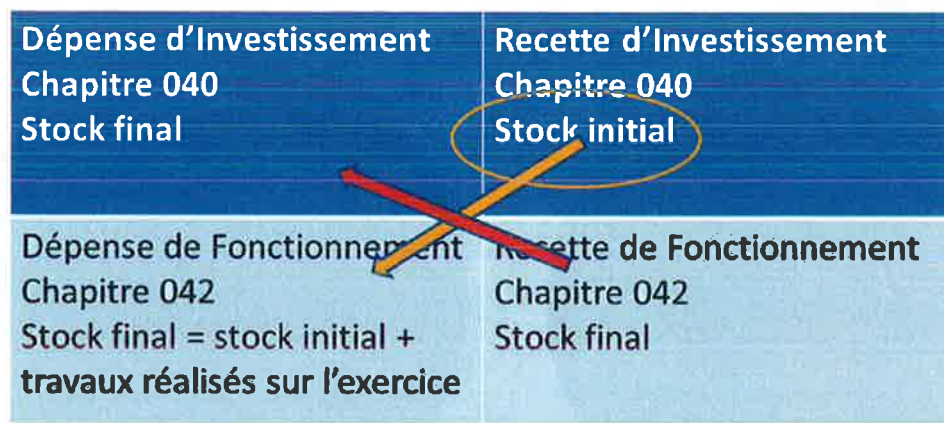 Dépense d'Investissement
Chapitre 040
Stock final
Recette d'Investissement
Chapitre 040
Stock initial
Dépense de Fonctionnement
Chapitre 042
Stock final = stock initial +
travaux réalisés sur l'exercice
Recette de Fonctionnement
Chapitre 042
Stock final